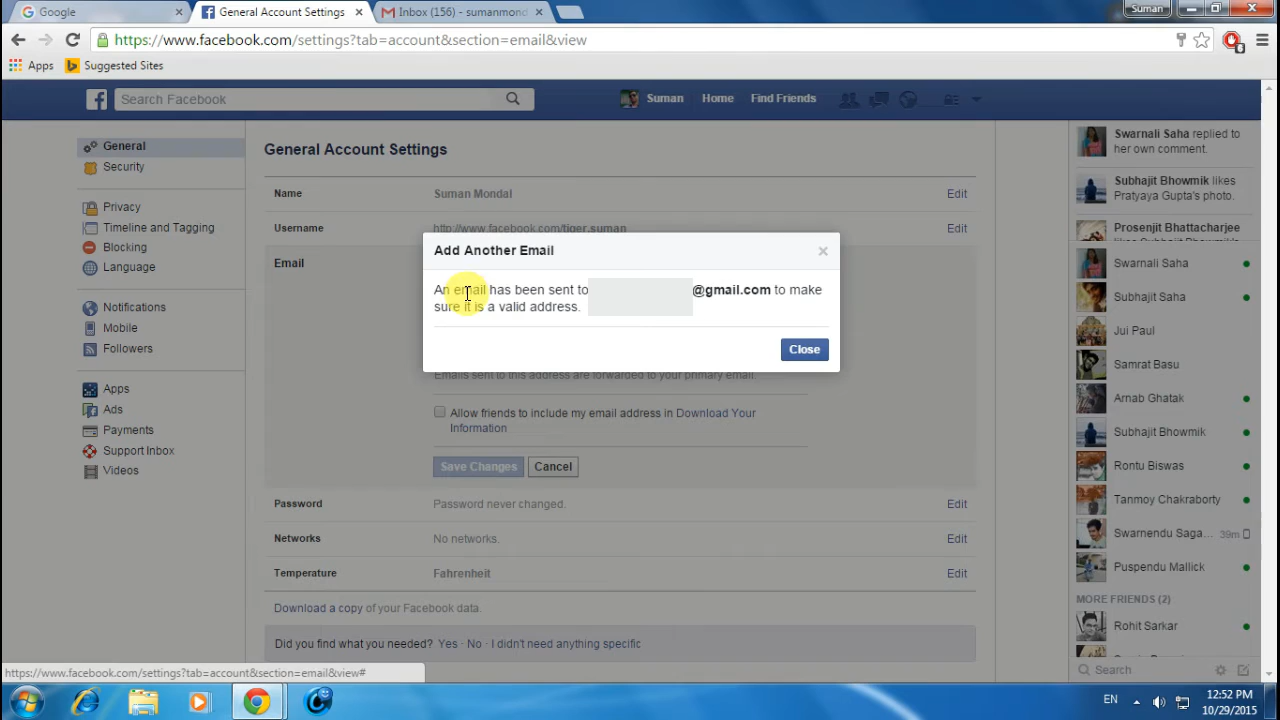 Google
General Account Settings
Inbox (156) - sumanmond
Suman
https://www.facebook.com/settings?tab=account&section=email&view
Apps
Suggested Sites
Search Facebook
Suman
Home
Find Friends
General
Security
Privacy
Timeline and Tagging
Blocking
Language
Notifications
Mobile
Followers
Apps
Ads
Payments
Support Inbox
Videos
General Account Settings
Name Suman Mondal Edit
Username http://www.facebook.com/tiger.suman Edit
Email
Add Another Email
An email has been sent to @gmail.com to make
sure it is a valid address.
Close
Emails sent to this address are forwarded to your primary email.
Allow friends to include my email address in Download Your
Information
Save Changes Cancel
Password Password never changed. Edit
Networks No networks. Edit
Temperature Fahrenheit Edit
Download a copy of your Facebook data.
Did you find what you needed? Yes · No · I didn't need anything specific
Swarnali Saha replied to
her own comment.
Subhajit Bhowmik likes
Pratyaya Gupta's photo.
Prosenjit Bhattacharjee
Swarnali Saha
Subhajit Saha
Jui Paul
Samrat Basu
Arnab Ghatak
Subhajit Bhowmik
Rontu Biswas
Tanmoy Chakraborty
Swarnendu Saga... 39m
Puspendu Mallick
MORE FRIENDS (2)
Rohit Sarkar
Search
https://www.facebook.com/settings?tab=account&section=email&view#
EN
12:52 PM
10/29/2015